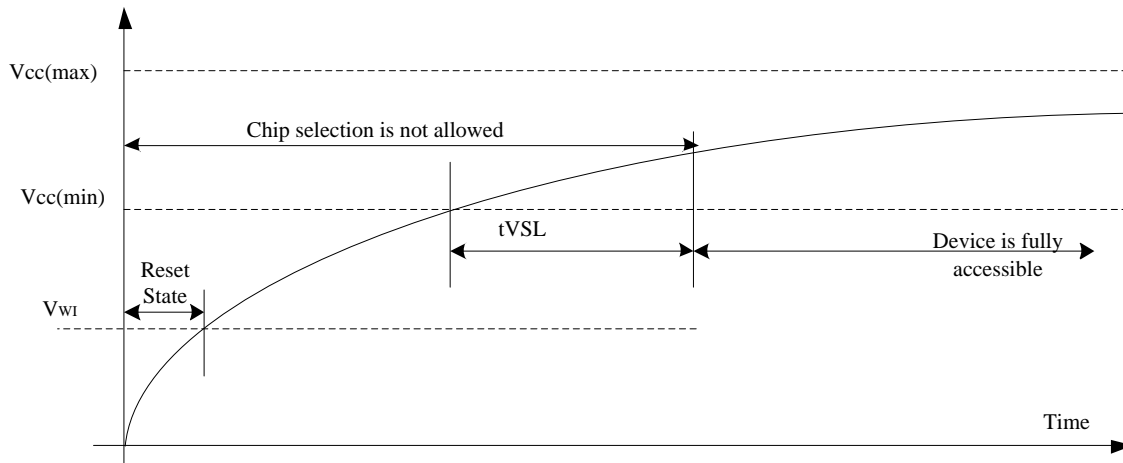 Vcc(max)
Chip selection is not allowed
Vcc(min)
tVSL
Device is fully
accessible
Reset
State
VWI
Time